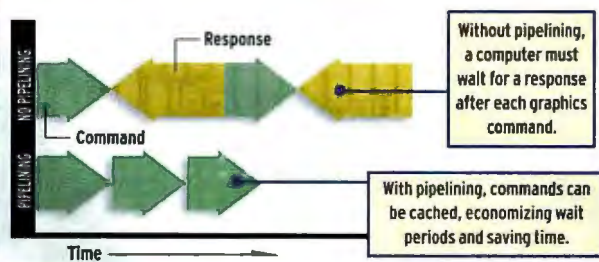 Response
Without pipelining,
a computer must
wait for a response
after each graphics
command.
NO PIPELINING
Command
PIPELINING
With pipelining, commands can
be cached, economizing wait
periods and saving time.
Time